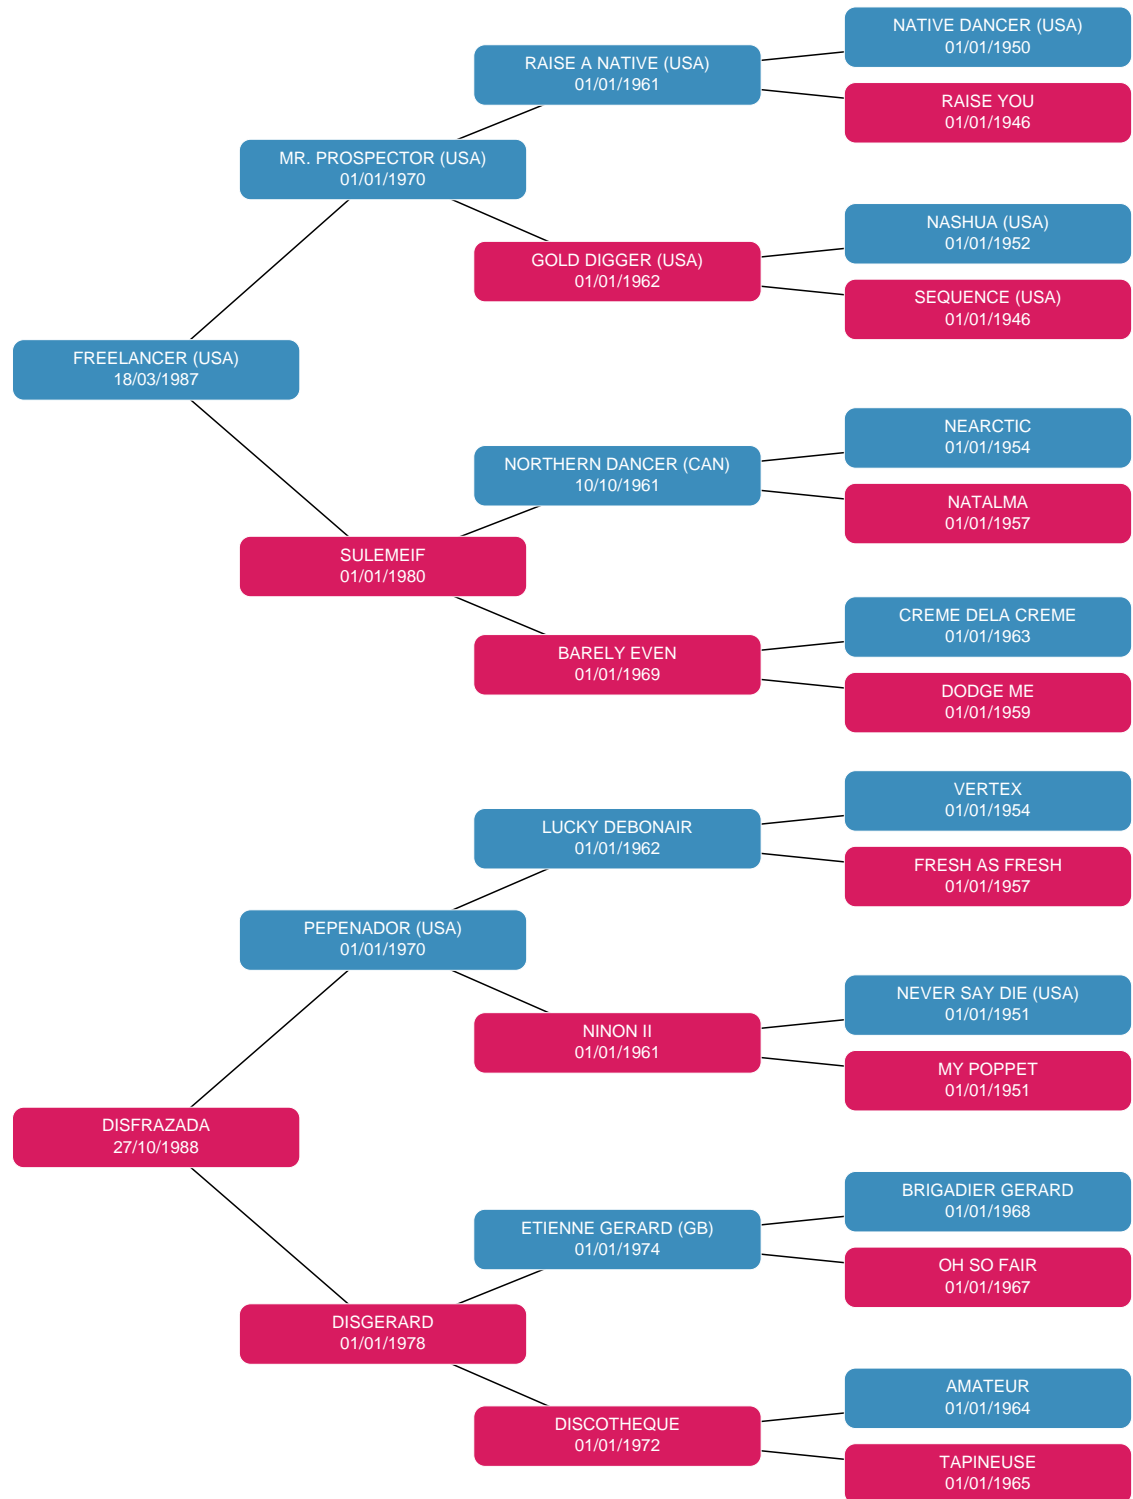 NATIVE DANCER (USA)
01/01/1950
RAISE A NATIVE (USA)
01/01/1961
RAISE YOU
01/01/1946
MR. PROSPECTOR (USA)
01/01/1970
NASHUA (USA)
01/01/1952
GOLD DIGGER (USA)
01/01/1962
SEQUENCE (USA)
01/01/1946
FREELANCER (USA)
18/03/1987
NEARCTIC
01/01/1954
NORTHERN DANCER (CAN)
10/10/1961
NATALMA
01/01/1957
SULEMEIF
01/01/1980
CREME DELA CREME
01/01/1963
BARELY EVEN
01/01/1969
DODGE ME
01/01/1959
VERTEX
01/01/1954
LUCKY DEBONAIR
01/01/1962
FRESH AS FRESH
01/01/1957
PEPENADOR (USA)
01/01/1970
NEVER SAY DIE (USA)
01/01/1951
NINON II
01/01/1961
MY POPPET
01/01/1951
DISFRAZADA
27/10/1988
BRIGADIER GERARD
01/01/1968
ETIENNE GERARD (GB)
01/01/1974
OH SO FAIR
01/01/1967
DISGERARD
01/01/1978
AMATEUR
01/01/1964
DISCOTHEQUE
01/01/1972
TAPINEUSE
01/01/1965